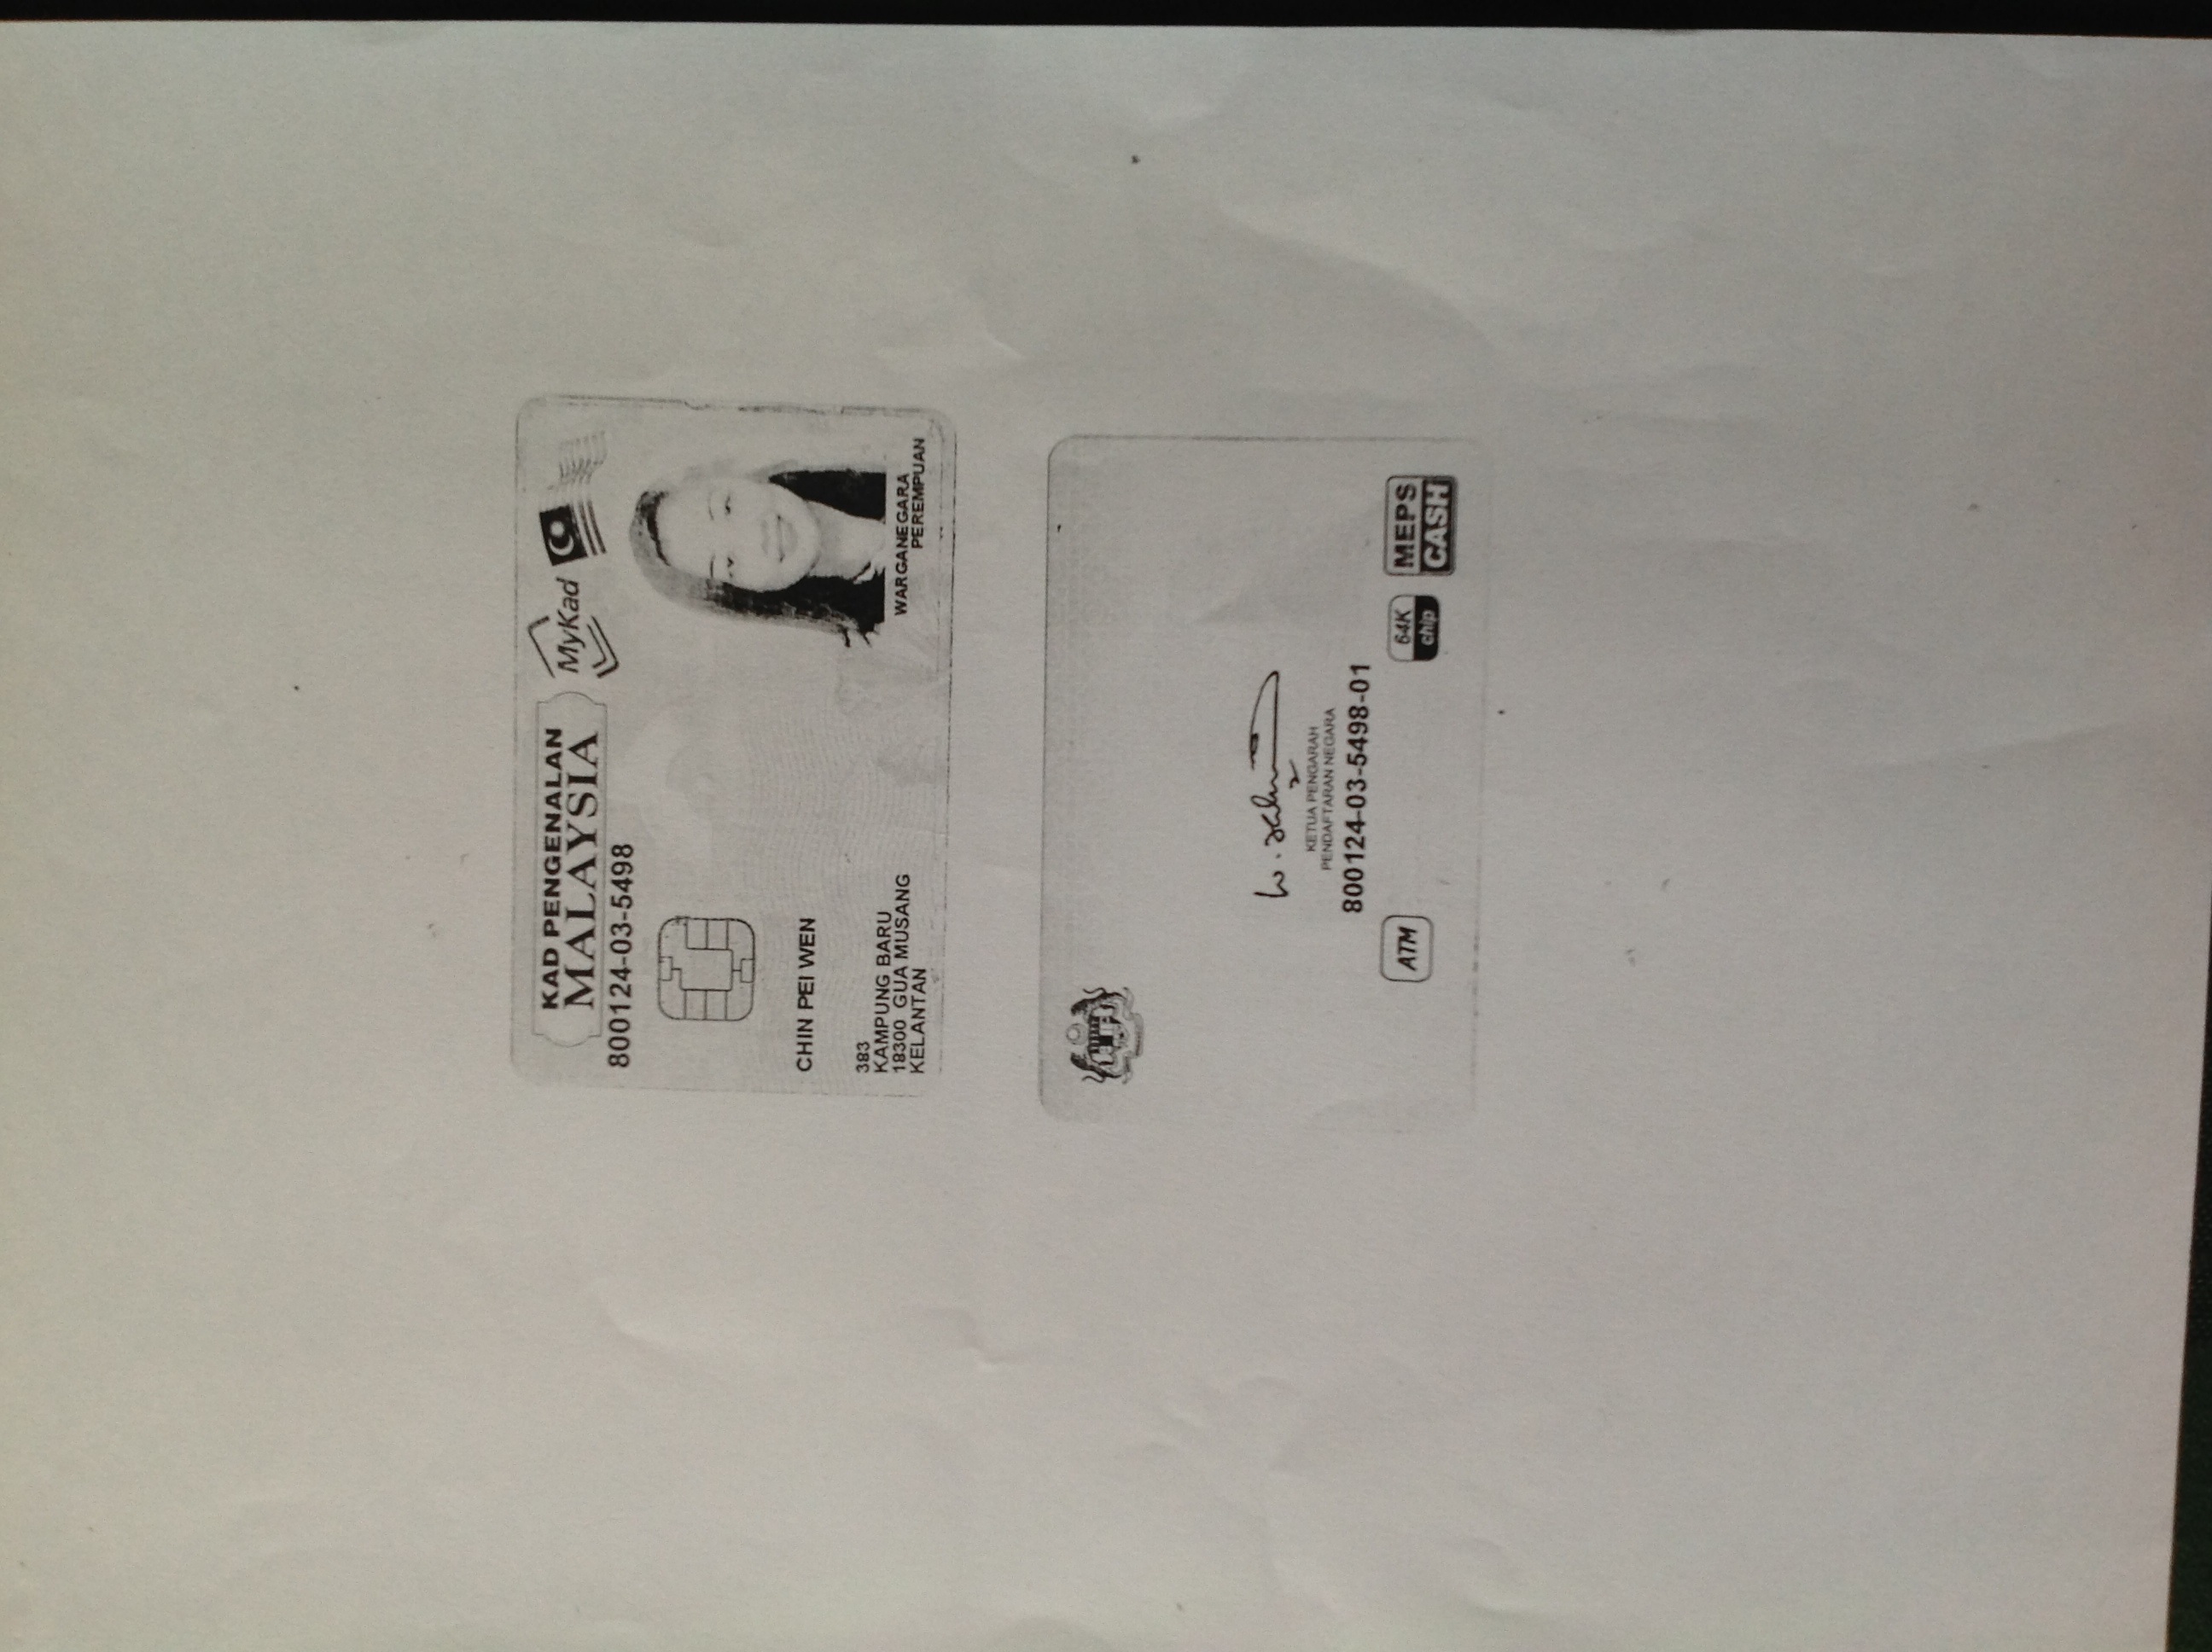 KAD PENGENALAN
MALAYSIA
MyKad
800124-03-5498
CHIN PEI WEN
383
KAMPUNG BARU
18300 GUA MUSANG
KELANTAN
WARGANEGARA
PEREMPUAN
KETUA PENGARAH
PENDAFTARAN NEGARA
800124-03-5498-01
ATM
64K
chip
MEPS
CASH